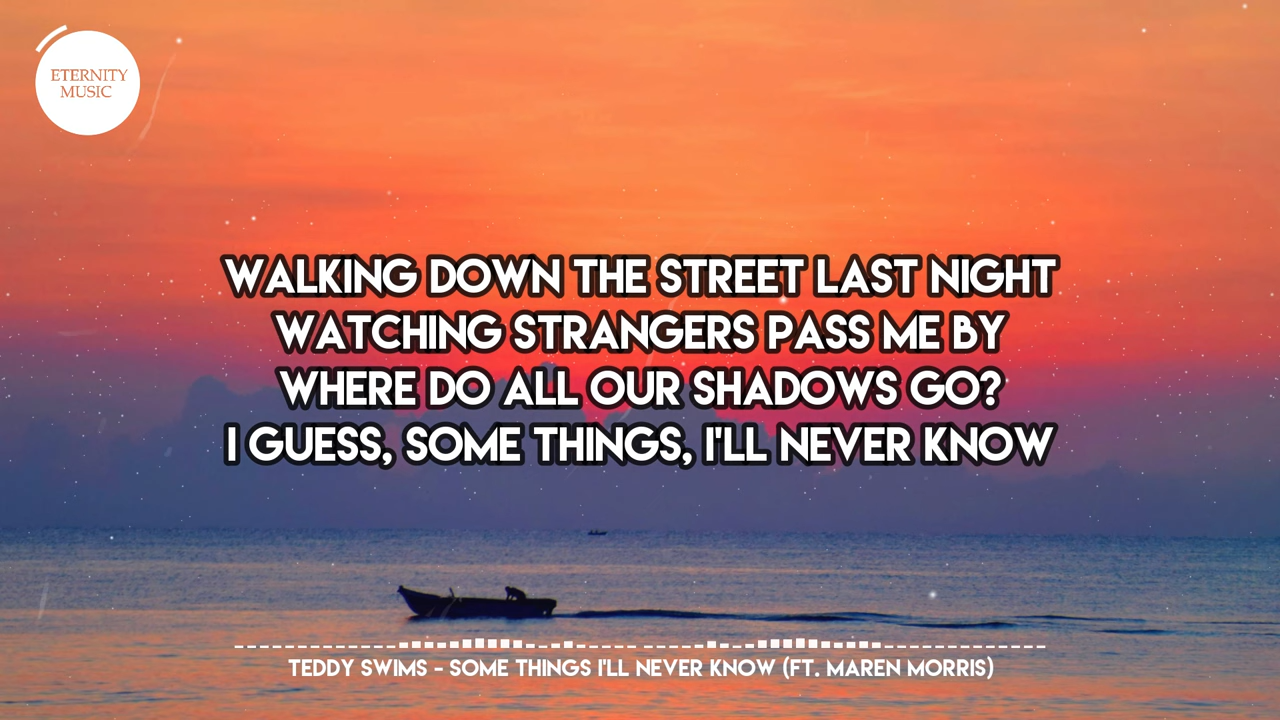 ETERNITY
MUSIC
WALKING DOWN THE STREET LAST NIGHT
WATCHING STRANGERS PASS ME BY
WHERE DO ALL OUR SHADOWS GO?
I GUESS, SOME THINGS, I'LL NEVER KNOW
TEDDY SWIMS - SOME THINGS I'LL NEVER KNOW (FT. MAREN MORRIS)